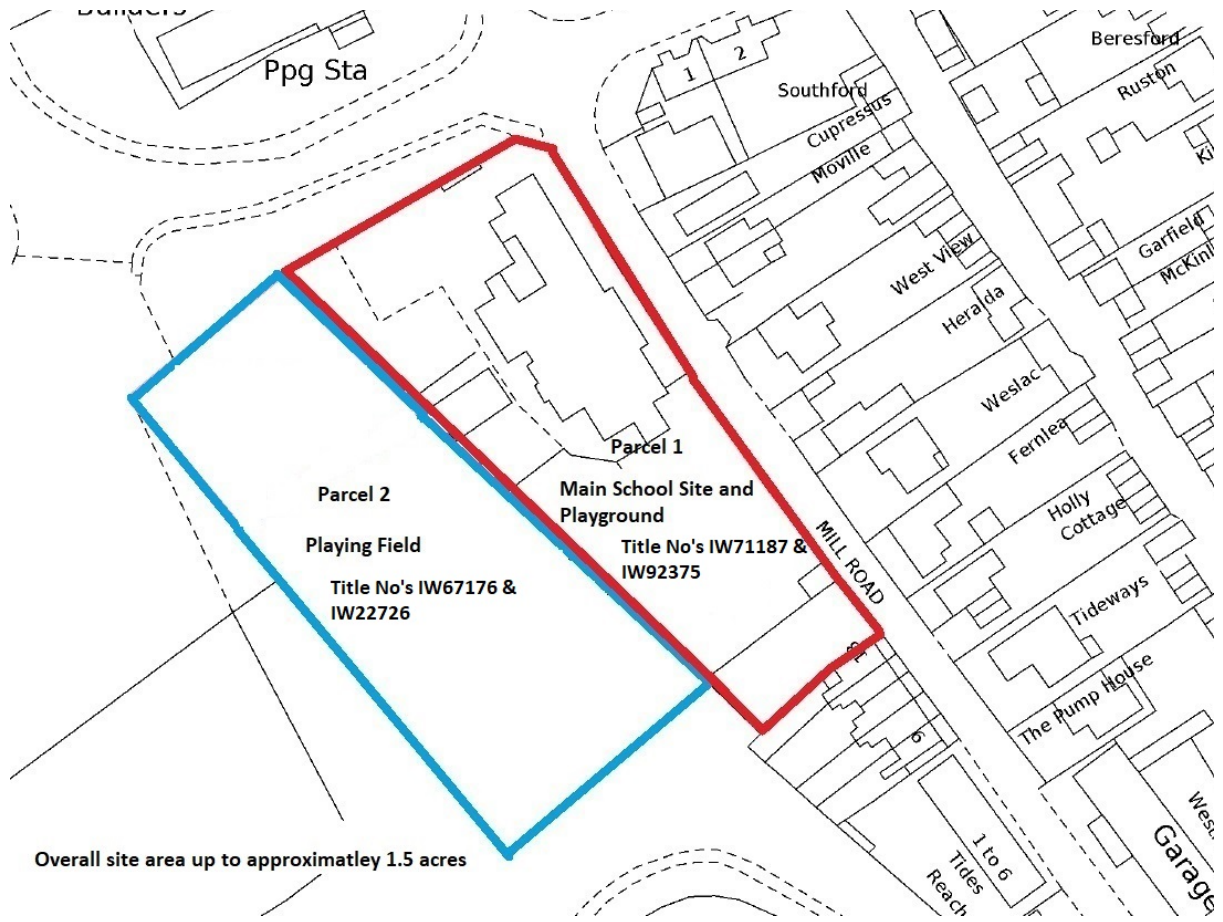 Builders
Ppg Sta
1
2
Southford
Cupressus
Moville
West View
Heralda
Weslac
Fernlea
Holly
Cottage
Tideways
The Pump House
Beresford
Ruston
Garfield
MILL ROAD
Parcel 1
Main School Site and
Playground
Title No's IW71187 &
IW92375
Parcel 2
Playing Field
Title No's IW67176 &
IW22726
6
1 to 6
Tides
Reach
Garage
Overall site area up to approximatley 1.5 acres